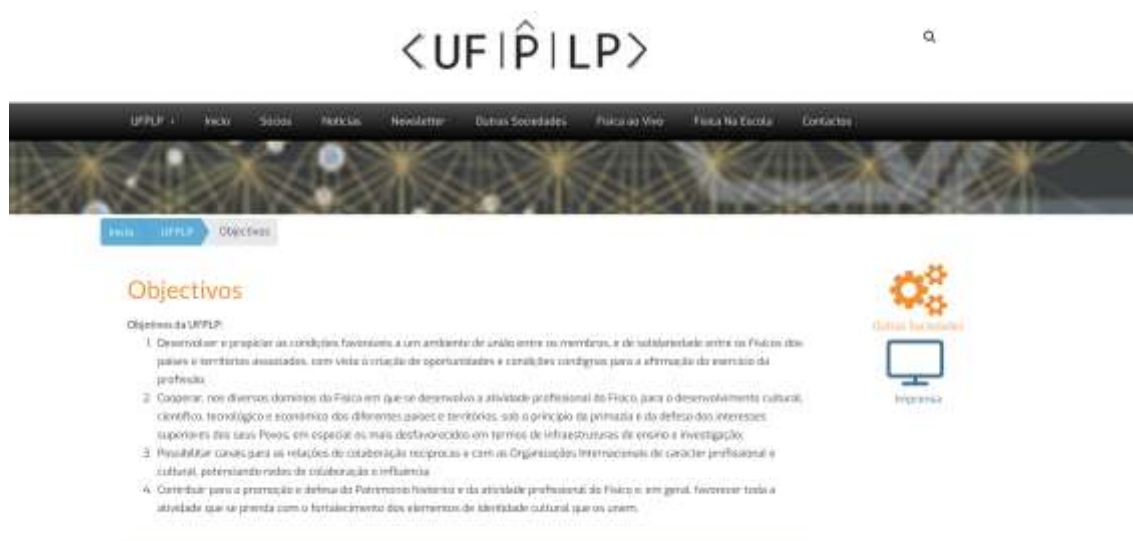 <UF|P̂|LP>
UFPLP Início Sócios Notícias Newsletter Outras Sociedades Física ao Vivo Física Na Escola Contactos
Início UFPLP Objectivos
Objectivos
Objetivos da UFPLP:
1. Desenvolver e propiciar as condições favoráveis a um ambiente de união entre os membros, e de solidariedade entre os Físicos dos
países e territórios associados, com vista à criação de oportunidades e condições condignas para a afirmação do exercício da
profissão;
2. Cooperar, nos diversos domínios da Física em que se desenvolva a atividade profissional do Físico, para o desenvolvimento cultural,
científico, tecnológico e económico dos diferentes países e territórios, sob o princípio da primazia e da defesa dos interesses
superiores dos seus Povos, em especial os mais desfavorecidos em termos de infraestruturas de ensino e investigação;
3. Possibilitar canais para as relações de colaboração recíprocas e com as Organizações Internacionais de carácter profissional e
cultural, potenciando redes de colaboração e influência
4. Contribuir para a promoção e defesa do Património histórico e da atividade profissional do Físico e, em geral, favorecer toda a
atividade que se prenda com o fortalecimento dos elementos de identidade cultural que os unem.
Outras Sociedades
Imprensa